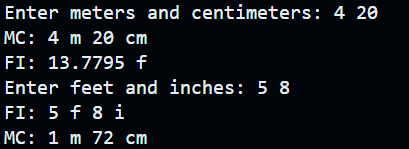 Enter meters and centimeters: 4 20
MC: 4 m 20 cm
FI: 13.7795 f
Enter feet and inches: 5 8
FI: 5 f 8 i
MC: 1 m 72 cm